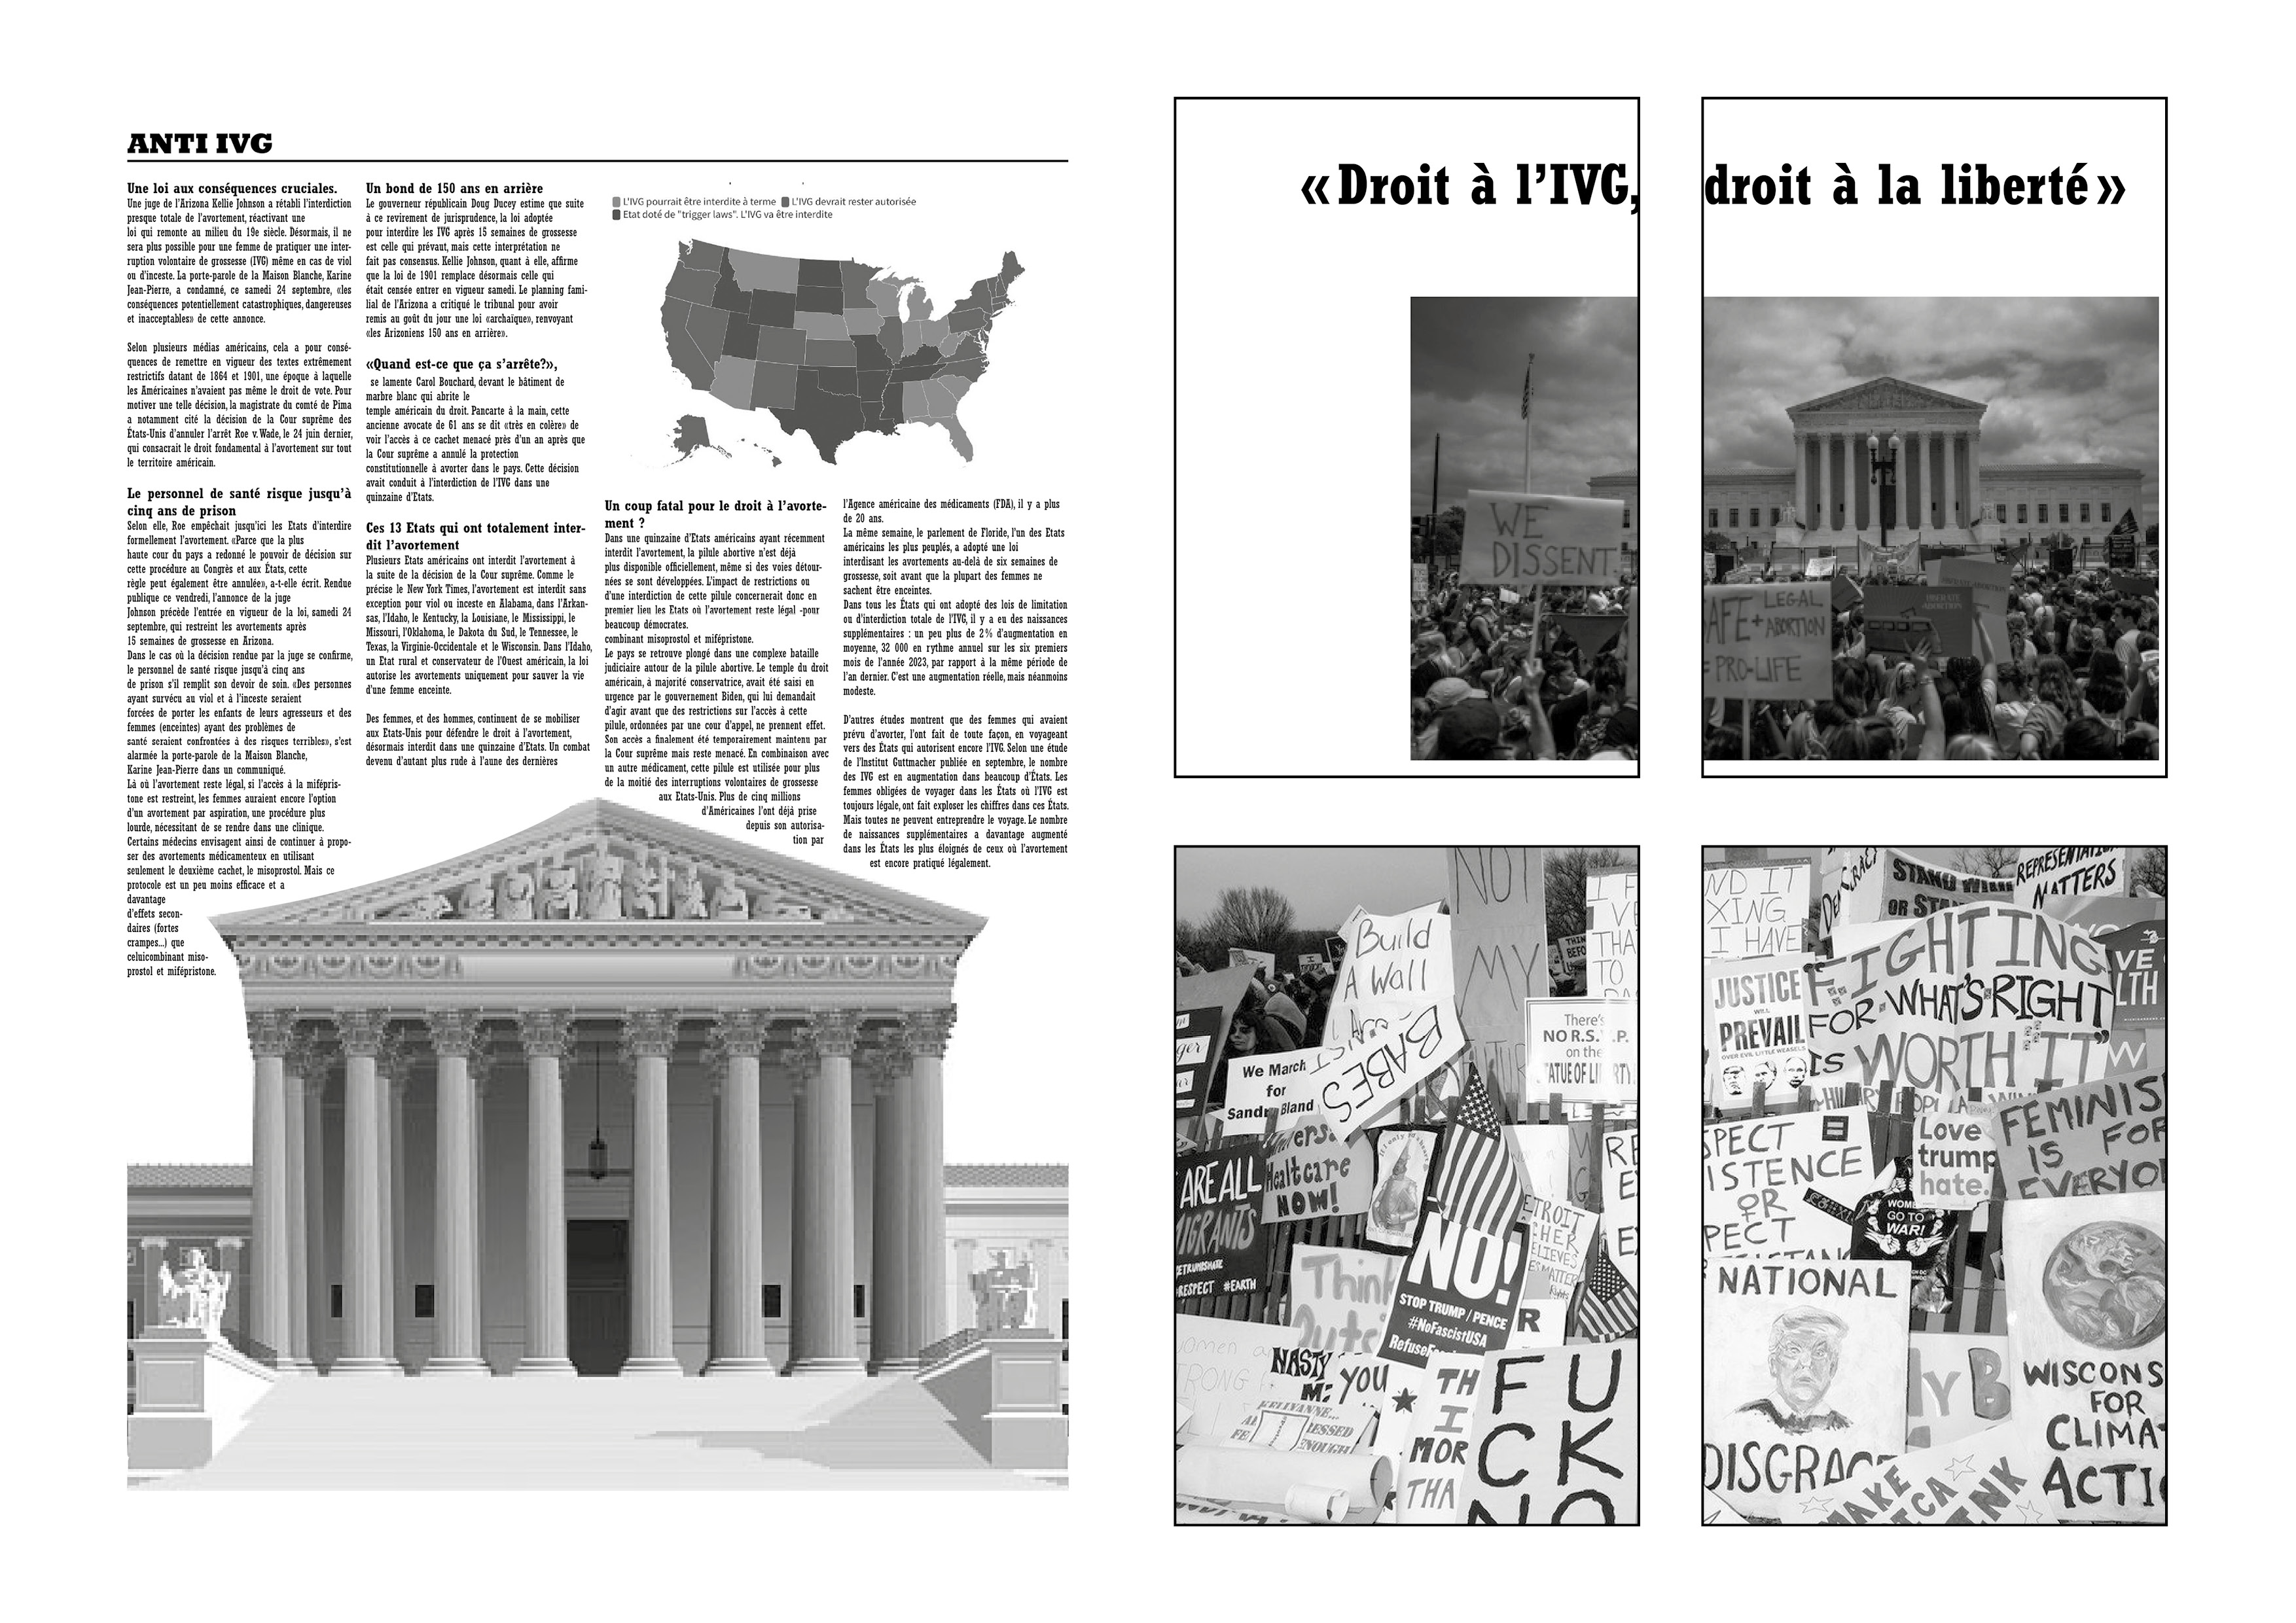 ANTI IVG
Une loi aux conséquences cruciales.
Une juge de l'Arizona Kellie Johnson a rétabli l'interdiction
presque totale de l'avortement, réactivant une
loi qui remonte au milieu du 19e siècle. Désormais, il ne
sera plus possible pour une femme de pratiquer une inter-
ruption volontaire de grossesse (IVG) même en cas de viol
ou d'inceste. La porte-parole de la Maison Blanche, Karine
Jean-Pierre, a condamné, ce samedi 24 septembre, «les
conséquences potentiellement catastrophiques, dangereuses
et inacceptables» de cette annonce.
Selon plusieurs médias américains, cela a pour consé-
quences de remettre en vigueur des textes extrêmement
restrictifs datant de 1864 et 1901, une époque à laquelle
les Américaines n'avaient pas même le droit de vote. Pour
motiver une telle décision, la magistrate du comté de Pima
a notamment cité la décision de la Cour suprême des
États-Unis d'annuler l'arrêt Roe v. Wade, le 24 juin dernier,
qui consacrait le droit fondamental à l'avortement sur tout
le territoire américain.
Le personnel de santé risque jusqu'à
cinq ans de prison
Selon elle, Roe empêchait jusqu'ici les Etats d'interdire
formellement l'avortement. «Parce que la plus
haute cour du pays a redonné le pouvoir de décision sur
cette procédure au Congrès et aux États, cette
règle peut également être annulée», a-t-elle écrit. Rendue
publique ce vendredi, l'annonce de la juge
Johnson précède l'entrée en vigueur de la loi, samedi 24
septembre, qui restreint les avortements après
15 semaines de grossesse en Arizona.
Dans le cas où la décision rendue par la juge se confirme,
le personnel de santé risque jusqu'à cinq ans
de prison s'il remplit son devoir de soin. «Des personnes
ayant survécu au viol et à l'inceste seraient
forcées de porter les enfants de leurs agresseurs et des
femmes (enceintes) ayant des problèmes de
santé seraient confrontées à des risques terribles», s'est
alarmée la porte-parole de la Maison Blanche,
Karine Jean-Pierre dans un communiqué.
Là où l'avortement reste légal, si l'accès à la mifépris-
tone est restreint, les femmes auraient encore l'option
d'un avortement par aspiration, une procédure plus
lourde, nécessitant de se rendre dans une clinique.
Certains médecins envisagent ainsi de continuer à propo-
ser des avortements médicamenteux en utilisant
seulement le deuxième cachet, le misoprostol. Mais ce
protocole est un peu moins efficace et a
davantage
d'effets secon-
daires (fortes
crampes...) que
celuicombinant miso-
prostol et mifépristone.
Un bond de 150 ans en arrière
Le gouverneur républicain Doug Ducey estime que suite
à ce revirement de jurisprudence, la loi adoptée
pour interdire les IVG après 15 semaines de grossesse
est celle qui prévaut, mais cette interprétation ne
fait pas consensus. Kellie Johnson, quant à elle, affirme
que la loi de 1901 remplace désormais celle qui
était censée entrer en vigueur samedi. Le planning fami-
lial de l'Arizona a critiqué le tribunal pour avoir
remis au goût du jour une loi «archaïque», renvoyant
«les Arizoniens 150 ans en arrière».
«Quand est-ce que ça s'arrête?»,
se lamente Carol Bouchard, devant le bâtiment de
marbre blanc qui abrite le
temple américain du droit. Pancarte à la main, cette
ancienne avocate de 61 ans se dit «très en colère» de
voir l'accès à ce cachet menacé près d'un an après que
la Cour suprême a annulé la protection
constitutionnelle à avorter dans le pays. Cette décision
avait conduit à l'interdiction de l'IVG dans une
quinzaine d'Etats.
Ces 13 Etats qui ont totalement inter-
dit l'avortement
Plusieurs Etats américains ont interdit l'avortement à
la suite de la décision de la Cour suprême. Comme le
précise le New York Times, l'avortement est interdit sans
exception pour viol ou inceste en Alabama, dans l'Arkan-
sas, l'Idaho, le Kentucky, la Louisiane, le Mississippi, le
Missouri, l'Oklahoma, le Dakota du Sud, le Tennessee, le
Texas, la Virginie-Occidentale et le Wisconsin. Dans l'Idaho,
un Etat rural et conservateur de l'Ouest américain, la loi
autorise les avortements uniquement pour sauver la vie
d'une femme enceinte.
Des femmes, et des hommes, continuent de se mobiliser
aux Etats-Unis pour défendre le droit à l'avortement,
désormais interdit dans une quinzaine d'Etats. Un combat
devenu d'autant plus rude à l'aune des dernières
L'IVG pourrait être interdite à terme L'IVG devrait rester autorisée
Etat doté de "trigger laws". L'IVG va être interdite
Un coup fatal pour le droit à l'avorte-
ment ?
Dans une quinzaine d'Etats américains ayant récemment
interdit l'avortement, la pilule abortive n'est déjà
plus disponible officiellement, même si des voies détour-
nées se sont développées. L'impact de restrictions ou
d'une interdiction de cette pilule concernerait donc en
premier lien les Etats où l'avortement reste légal -pour
beaucoup démocrates.
combinant misoprostol et mifépristone.
Le pays se retrouve plongé dans une complexe bataille
judiciaire autour de la pilule abortive. Le temple du droit
américain, à majorité conservatrice, avait été saisi en
urgence par le gouvernement Biden, qui lui demandait
d'agir avant que des restrictions sur l'accès à cette
pilule, ordonnées par une cour d'appel, ne prennent effet.
Son accès a finalement été temporairement maintenu par
la Cour suprême mais reste menacé. En combinaison avec
un autre médicament, cette pilule est utilisée pour plus
de la moitié des interruptions volontaires de grossesse
aux Etats-Unis. Plus de cinq millions
d'Américaines l'ont déjà prise
depuis son autorisa-
tion par
l'Agence américaine des médicaments (FDA), il y a plus
de 20 ans.
La même semaine, le parlement de Floride, l'un des Etats
américains les plus peuplés, a adopté une loi
interdisant les avortements au-delà de six semaines de
grossesse, soit avant que la plupart des femmes ne
sachent être enceintes.
Dans tous les États qui ont adopté des lois de limitation
ou d'interdiction totale de l'IVG, il y a eu des naissances
supplémentaires : un peu plus de 2% d'augmentation en
moyenne, 32 000 en rythme annuel sur les six premiers
mois de l'année 2023, par rapport à la même période de
l'an dernier. C'est une augmentation réelle, mais néanmoins
modeste.
D'autres études montrent que des femmes qui avaient
prévu d'avorter, l'ont fait de toute façon, en voyageant
vers des États qui autorisent encore l'IVG. Selon une étude
de l'Institut Guttmacher publiée en septembre, le nombre
des IVG est en augmentation dans beaucoup d'États. Les
femmes obligées de voyager dans les États où l'IVG est
toujours légale, ont fait exploser les chiffres dans ces États.
Mais toutes ne peuvent entreprendre le voyage. Le nombre
de naissances supplémentaires a davantage augmenté
dans les États les plus éloignés de ceux où l'avortement
est encore pratiqué légalement.
«Droit à l'IVG, droit à la liberté»
WE
DISSENT
AFE + LEGAL
ABORTION
= PRO-LIFE
LIBERATE
ABORTION
NOT
MY
Build
A Wall
BABES
We March
for
Sandra Bland
There's
NO R.S.V.P.
on the
STATUE OF LIBERTY
Healtcare
NOW!
ARE ALL
MIGRANTS
#RESPECT #EARTH
NO!
STOP TRUMP / PENCE
#NoFascistUSA
Think
NASTY
YOU
TH
I
MOR
THA
FU
CK
NO
ND IT
XING
I HAVE
STAND WITH
OR STA
REPRESENTATION
MATTERS
JUSTICE
WILL
PREVAIL
OVER EVIL LITTLE WEASELS
FIGHTING
FOR WHAT'S RIGHT
IS WORTH IT"
VE
LTH
SPECT
ISTENCE
OR
PECT
Love
trump
hate.
FEMINIS
IS FOR
EVERYO
WOMEN
GO TO
WAR!
NATIONAL
DISGRAC
WISCONS
FOR
CLIMA
ACTI